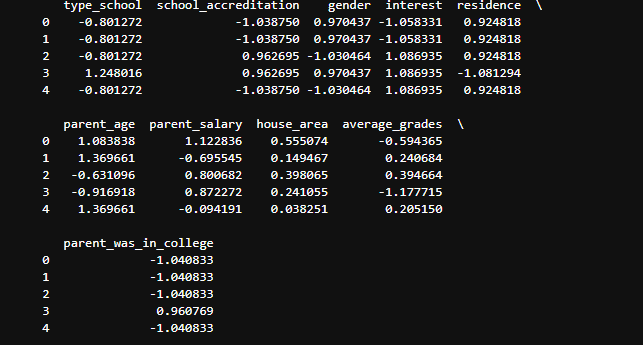 type_school school_accreditation gender interest residence \
0 -0.801272 -1.038750 0.970437 -1.058331 0.924818
1 -0.801272 -1.038750 0.970437 -1.058331 0.924818
2 -0.801272 0.962695 -1.030464 1.086935 0.924818
3 1.248016 0.962695 0.970437 1.086935 -1.081294
4 -0.801272 -1.038750 -1.030464 1.086935 0.924818
parent_age parent_salary house_area average_grades \
0 1.083838 1.122836 0.555074 -0.594365
1 1.369661 -0.695545 0.149467 0.240684
2 -0.631096 0.800682 0.398065 0.394664
3 -0.916918 0.872272 0.241055 -1.177715
4 1.369661 -0.094191 0.038251 0.205150
parent_was_in_college
0 -1.040833
1 -1.040833
2 -1.040833
3 0.960769
4 -1.040833